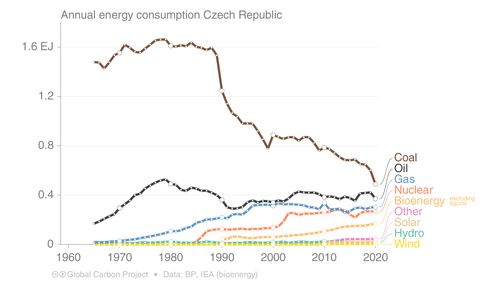 Annual energy consumption Czech Republic
1.6 EJ
1.2
0.8
0.4
0
1960
1970
1980
1990
2000
2010
2020
Coal
Oil
Gas
Nuclear
Bioenergy excluding
liquids
Other
Solar
Hydro
Wind
Global Carbon Project • Data: BP, IEA (bioenergy)